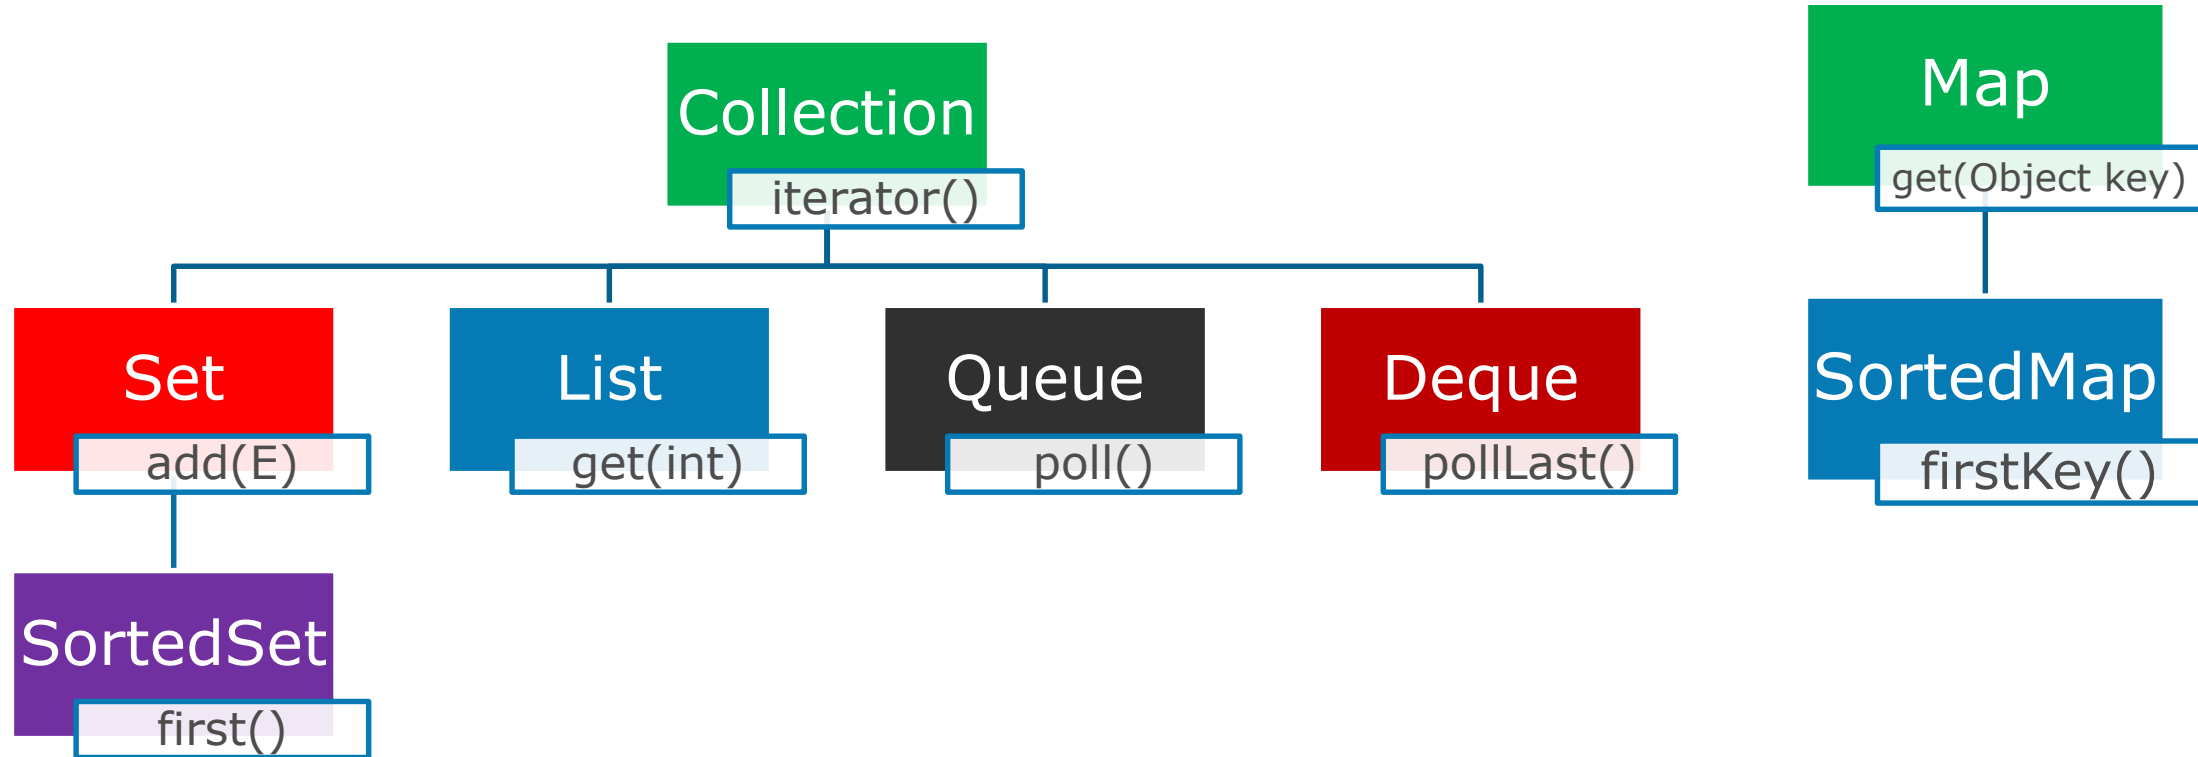 Collection
iterator()
Set
add(E)
List
get(int)
Queue
poll()
Deque
pollLast()
SortedSet
first()
Map
get(Object key)
SortedMap
firstKey()